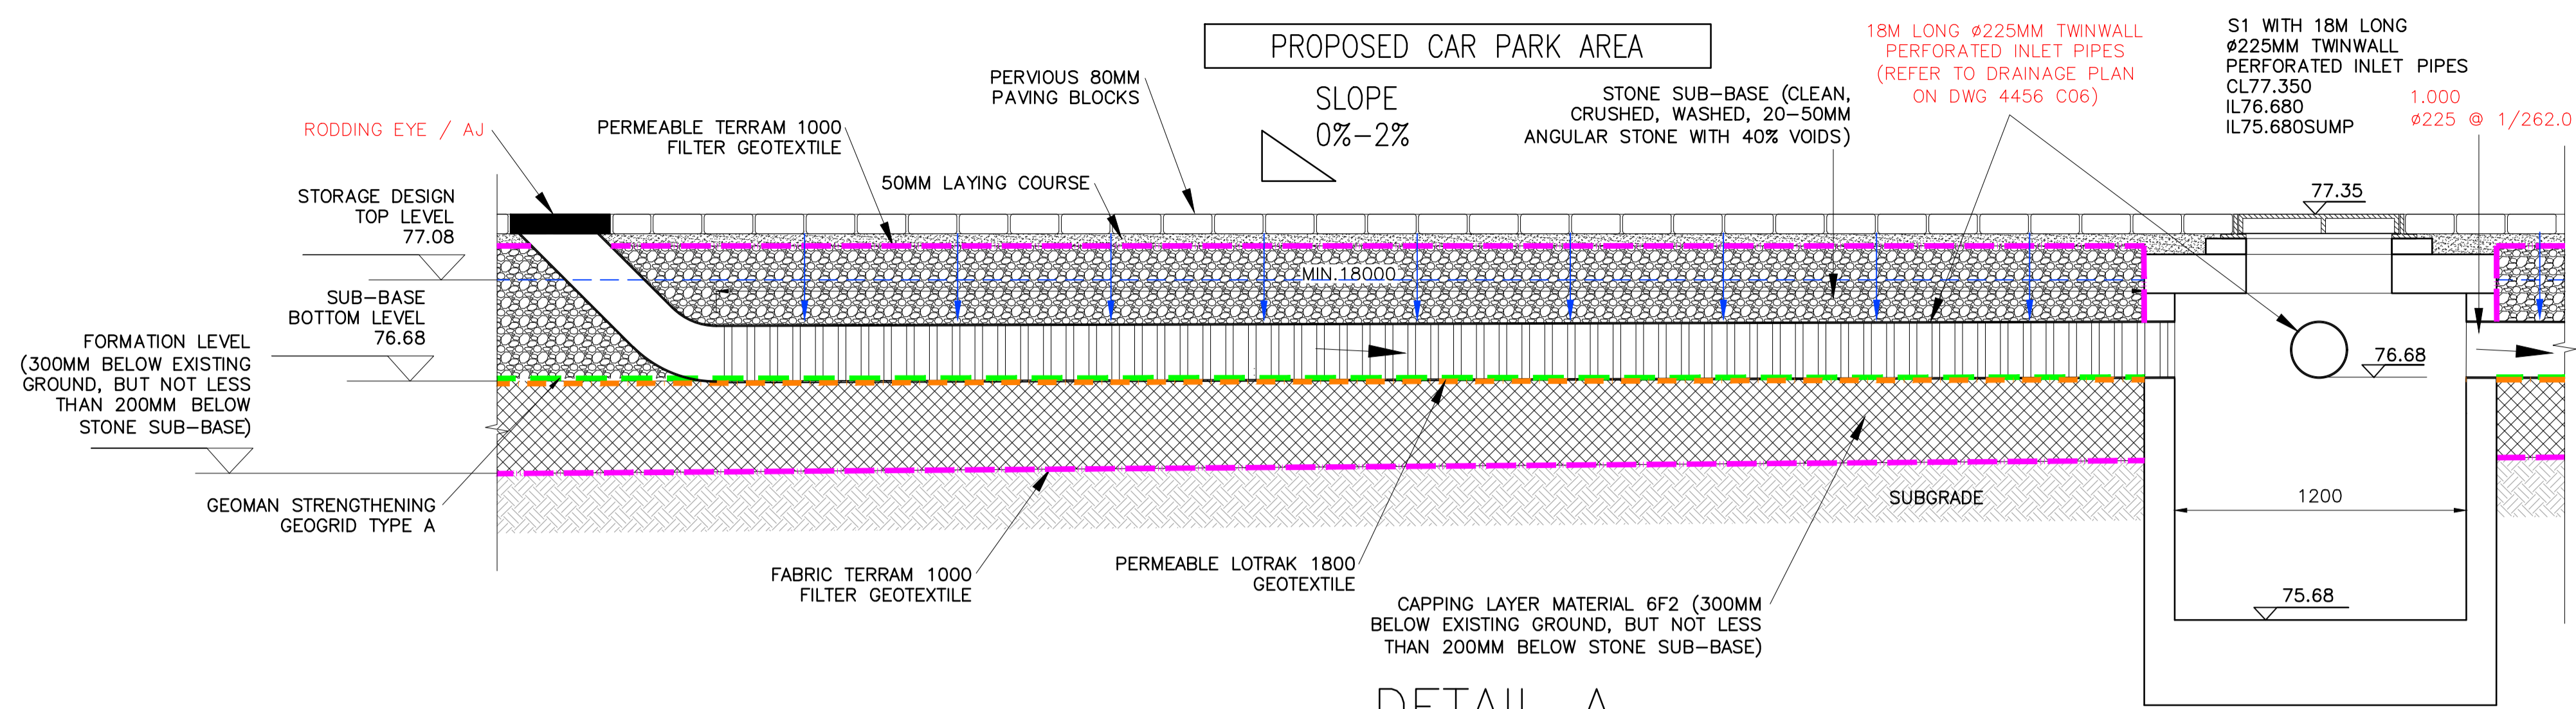 PROPOSED CAR PARK AREA
SLOPE
0%-2%
RODDING EYE / AJ
PERMEABLE TERRAM 1000
FILTER GEOTEXTILE
PERVIOUS 80MM
PAVING BLOCKS
50MM LAYING COURSE
STONE SUB-BASE (CLEAN,
CRUSHED, WASHED, 20-50MM
ANGULAR STONE WITH 40% VOIDS)
18M LONG ø225MM TWINWALL
PERFORATED INLET PIPES
(REFER TO DRAINAGE PLAN
ON DWG 4456 C06)
S1 WITH 18M LONG
ø225MM TWINWALL
PERFORATED INLET PIPES
CL77.350
IL76.680
IL75.680SUMP
1.000
ø225 @ 1/262.0
STORAGE DESIGN
TOP LEVEL
77.08
SUB-BASE
BOTTOM LEVEL
76.68
FORMATION LEVEL
(300MM BELOW EXISTING
GROUND, BUT NOT LESS
THAN 200MM BELOW
STONE SUB-BASE)
GEOMAN STRENGTHENING
GEOGRID TYPE A
MIN.18000
77.35
76.68
1200
75.68
SUBGRADE
FABRIC TERRAM 1000
FILTER GEOTEXTILE
PERMEABLE LOTRAK 1800
GEOTEXTILE
CAPPING LAYER MATERIAL 6F2 (300MM
BELOW EXISTING GROUND, BUT NOT LESS
THAN 200MM BELOW STONE SUB-BASE)
DETAIL A